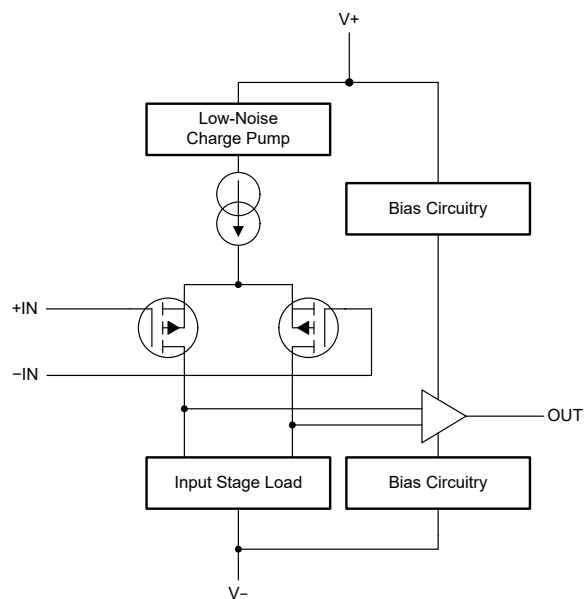 V+
Low-Noise
Charge Pump
Bias Circuitry
+IN
−IN
OUT
Input Stage Load
Bias Circuitry
V−